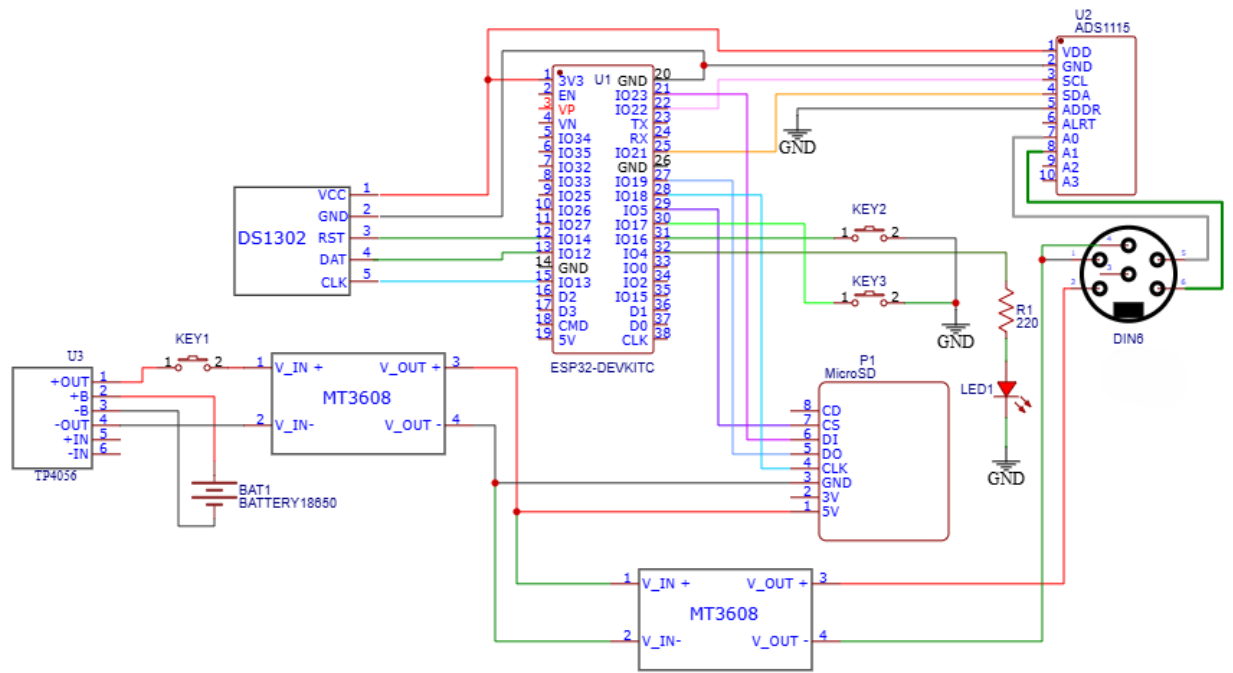 U2
ADS1115
1 VDD
2 GND
3 SCL
4 SDA
5 ADDR
6 ALRT
7 A0
8 A1
9 A2
10 A3
GND
U1
1 3V3
2 EN
3 VP
4 VN
5 IO34
6 IO35
7 IO32
8 IO33
9 IO25
10 IO26
11 IO27
12 IO14
13 IO12
14 GND
15 IO13
16 D2
17 D3
18 CMD
19 5V
GND 20
IO23 21
IO22 22
TX 23
RX 24
IO21 25
GND 26
IO19 27
IO18 28
IO5 29
IO17 30
IO16 31
IO4 32
IO0 33
IO2 34
IO15 35
D1 36
D0 37
CLK 38
ESP32-DEVKITC
DS1302
VCC 1
GND 2
RST 3
DAT 4
CLK 5
KEY2
1 2
KEY3
1 2
GND
R1
220
LED1
GND
4
1
3
2
5
6
DIN6
U3
+OUT 1
+B 2
-B 3
-OUT 4
+IN 5
-IN 6
TP4056
KEY1
1 2
BAT1
BATTERY18650
1 V_IN +
V_OUT + 3
MT3608
2 V_IN-
V_OUT - 4
P1
MicroSD
8 CD
7 CS
6 DI
5 DO
4 CLK
3 GND
2 3V
1 5V
1 V_IN +
V_OUT + 3
MT3608
2 V_IN-
V_OUT - 4